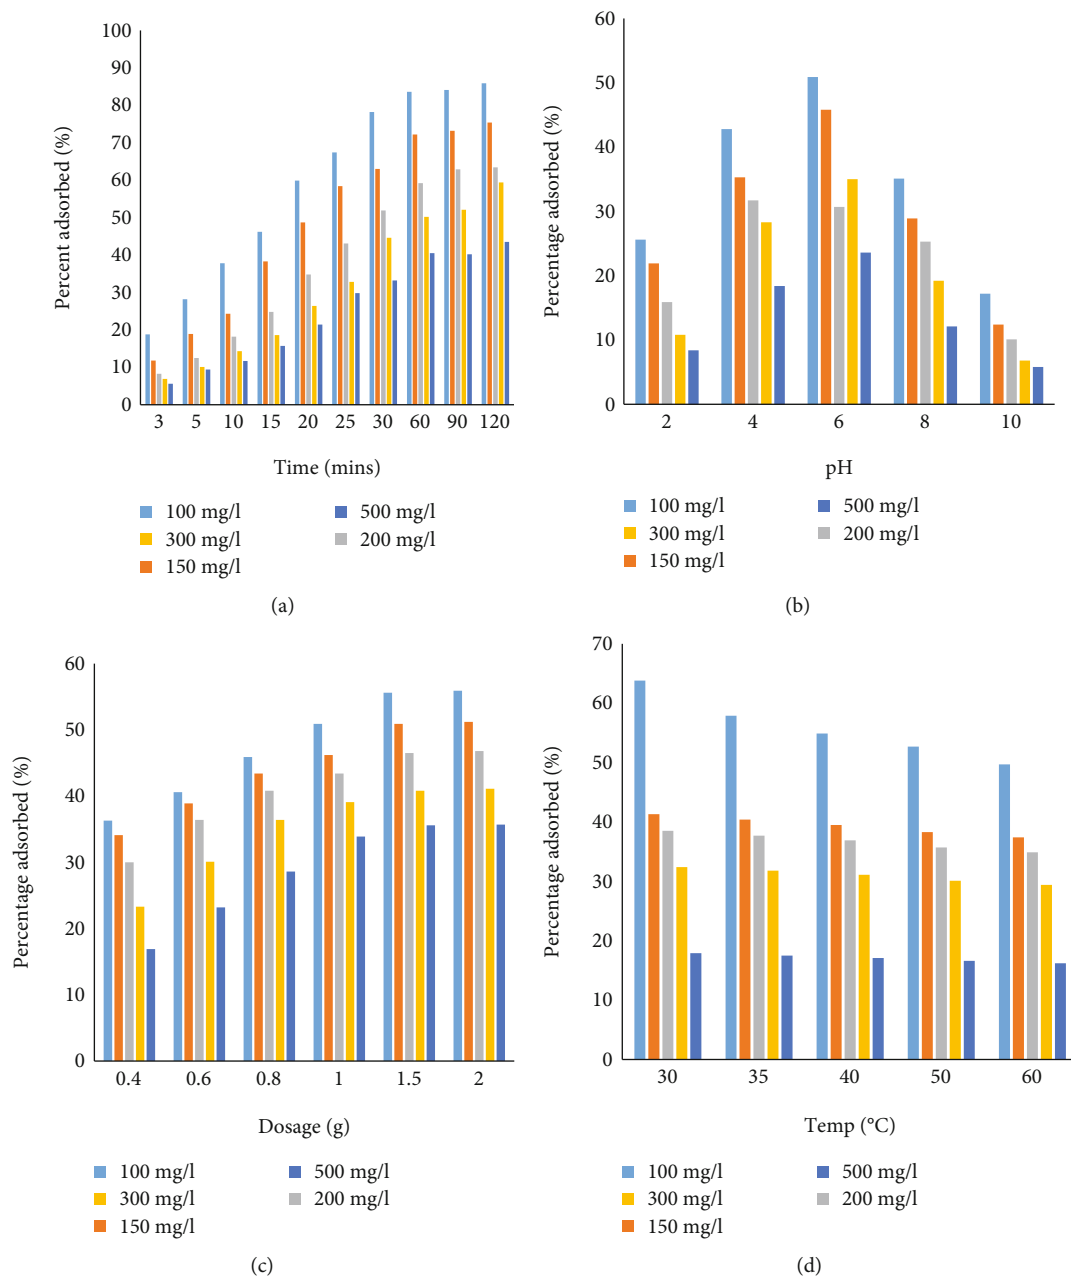 100
90
80
70
60
50
40
30
20
10
0
Percent adsorbed (%)
3 5 10 15 20 25 30 60 90 120
Time (mins)
100 mg/l 500 mg/l
300 mg/l 200 mg/l
150 mg/l
(a)
60
50
40
30
20
10
0
Percentage adsorbed (%)
2 4 6 8 10
pH
100 mg/l 500 mg/l
300 mg/l 200 mg/l
150 mg/l
(b)
60
50
40
30
20
10
0
Percentage adsorbed (%)
0.4 0.6 0.8 1 1.5 2
Dosage (g)
100 mg/l 500 mg/l
300 mg/l 200 mg/l
150 mg/l
(c)
70
60
50
40
30
20
10
0
Percentage adsorbed (%)
30 35 40 50 60
Temp (°C)
100 mg/l 500 mg/l
300 mg/l 200 mg/l
150 mg/l
(d)